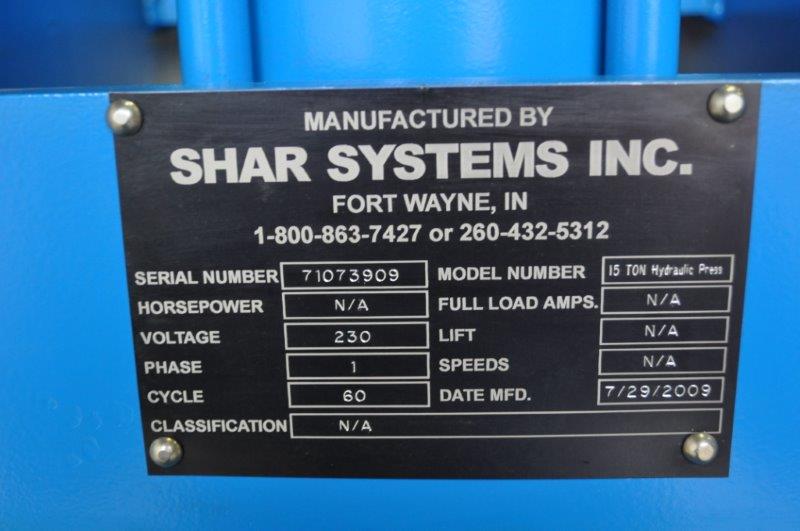 MANUFACTURED BY
SHAR SYSTEMS INC.
FORT WAYNE, IN
1-800-863-7427 or 260-432-5312
SERIAL NUMBER 71073909 MODEL NUMBER 15 TON Hydraulic Press
HORSEPOWER N/A FULL LOAD AMPS. N/A
VOLTAGE 230 LIFT N/A
PHASE 1 SPEEDS N/A
CYCLE 60 DATE MFD. 7/29/2009
CLASSIFICATION N/A